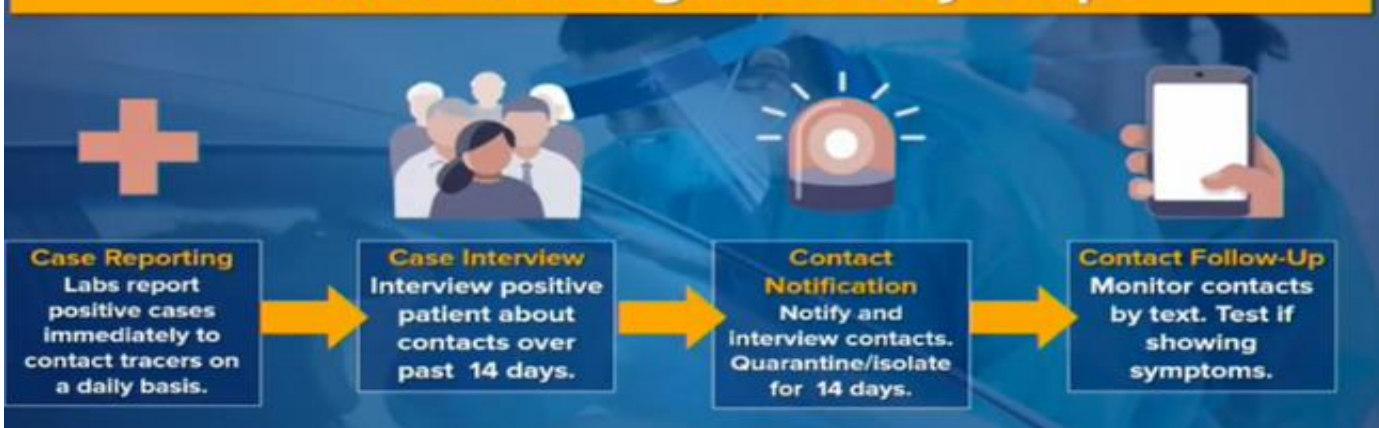 Case Reporting
Labs report
positive cases
immediately to
contact tracers on
a daily basis.
Case Interview
Interview positive
patient about
contacts over
past 14 days.
Contact
Notification
Notify and
interview contacts.
Quarantine/isolate
for 14 days.
Contact Follow-Up
Monitor contacts
by text. Test if
showing
symptoms.